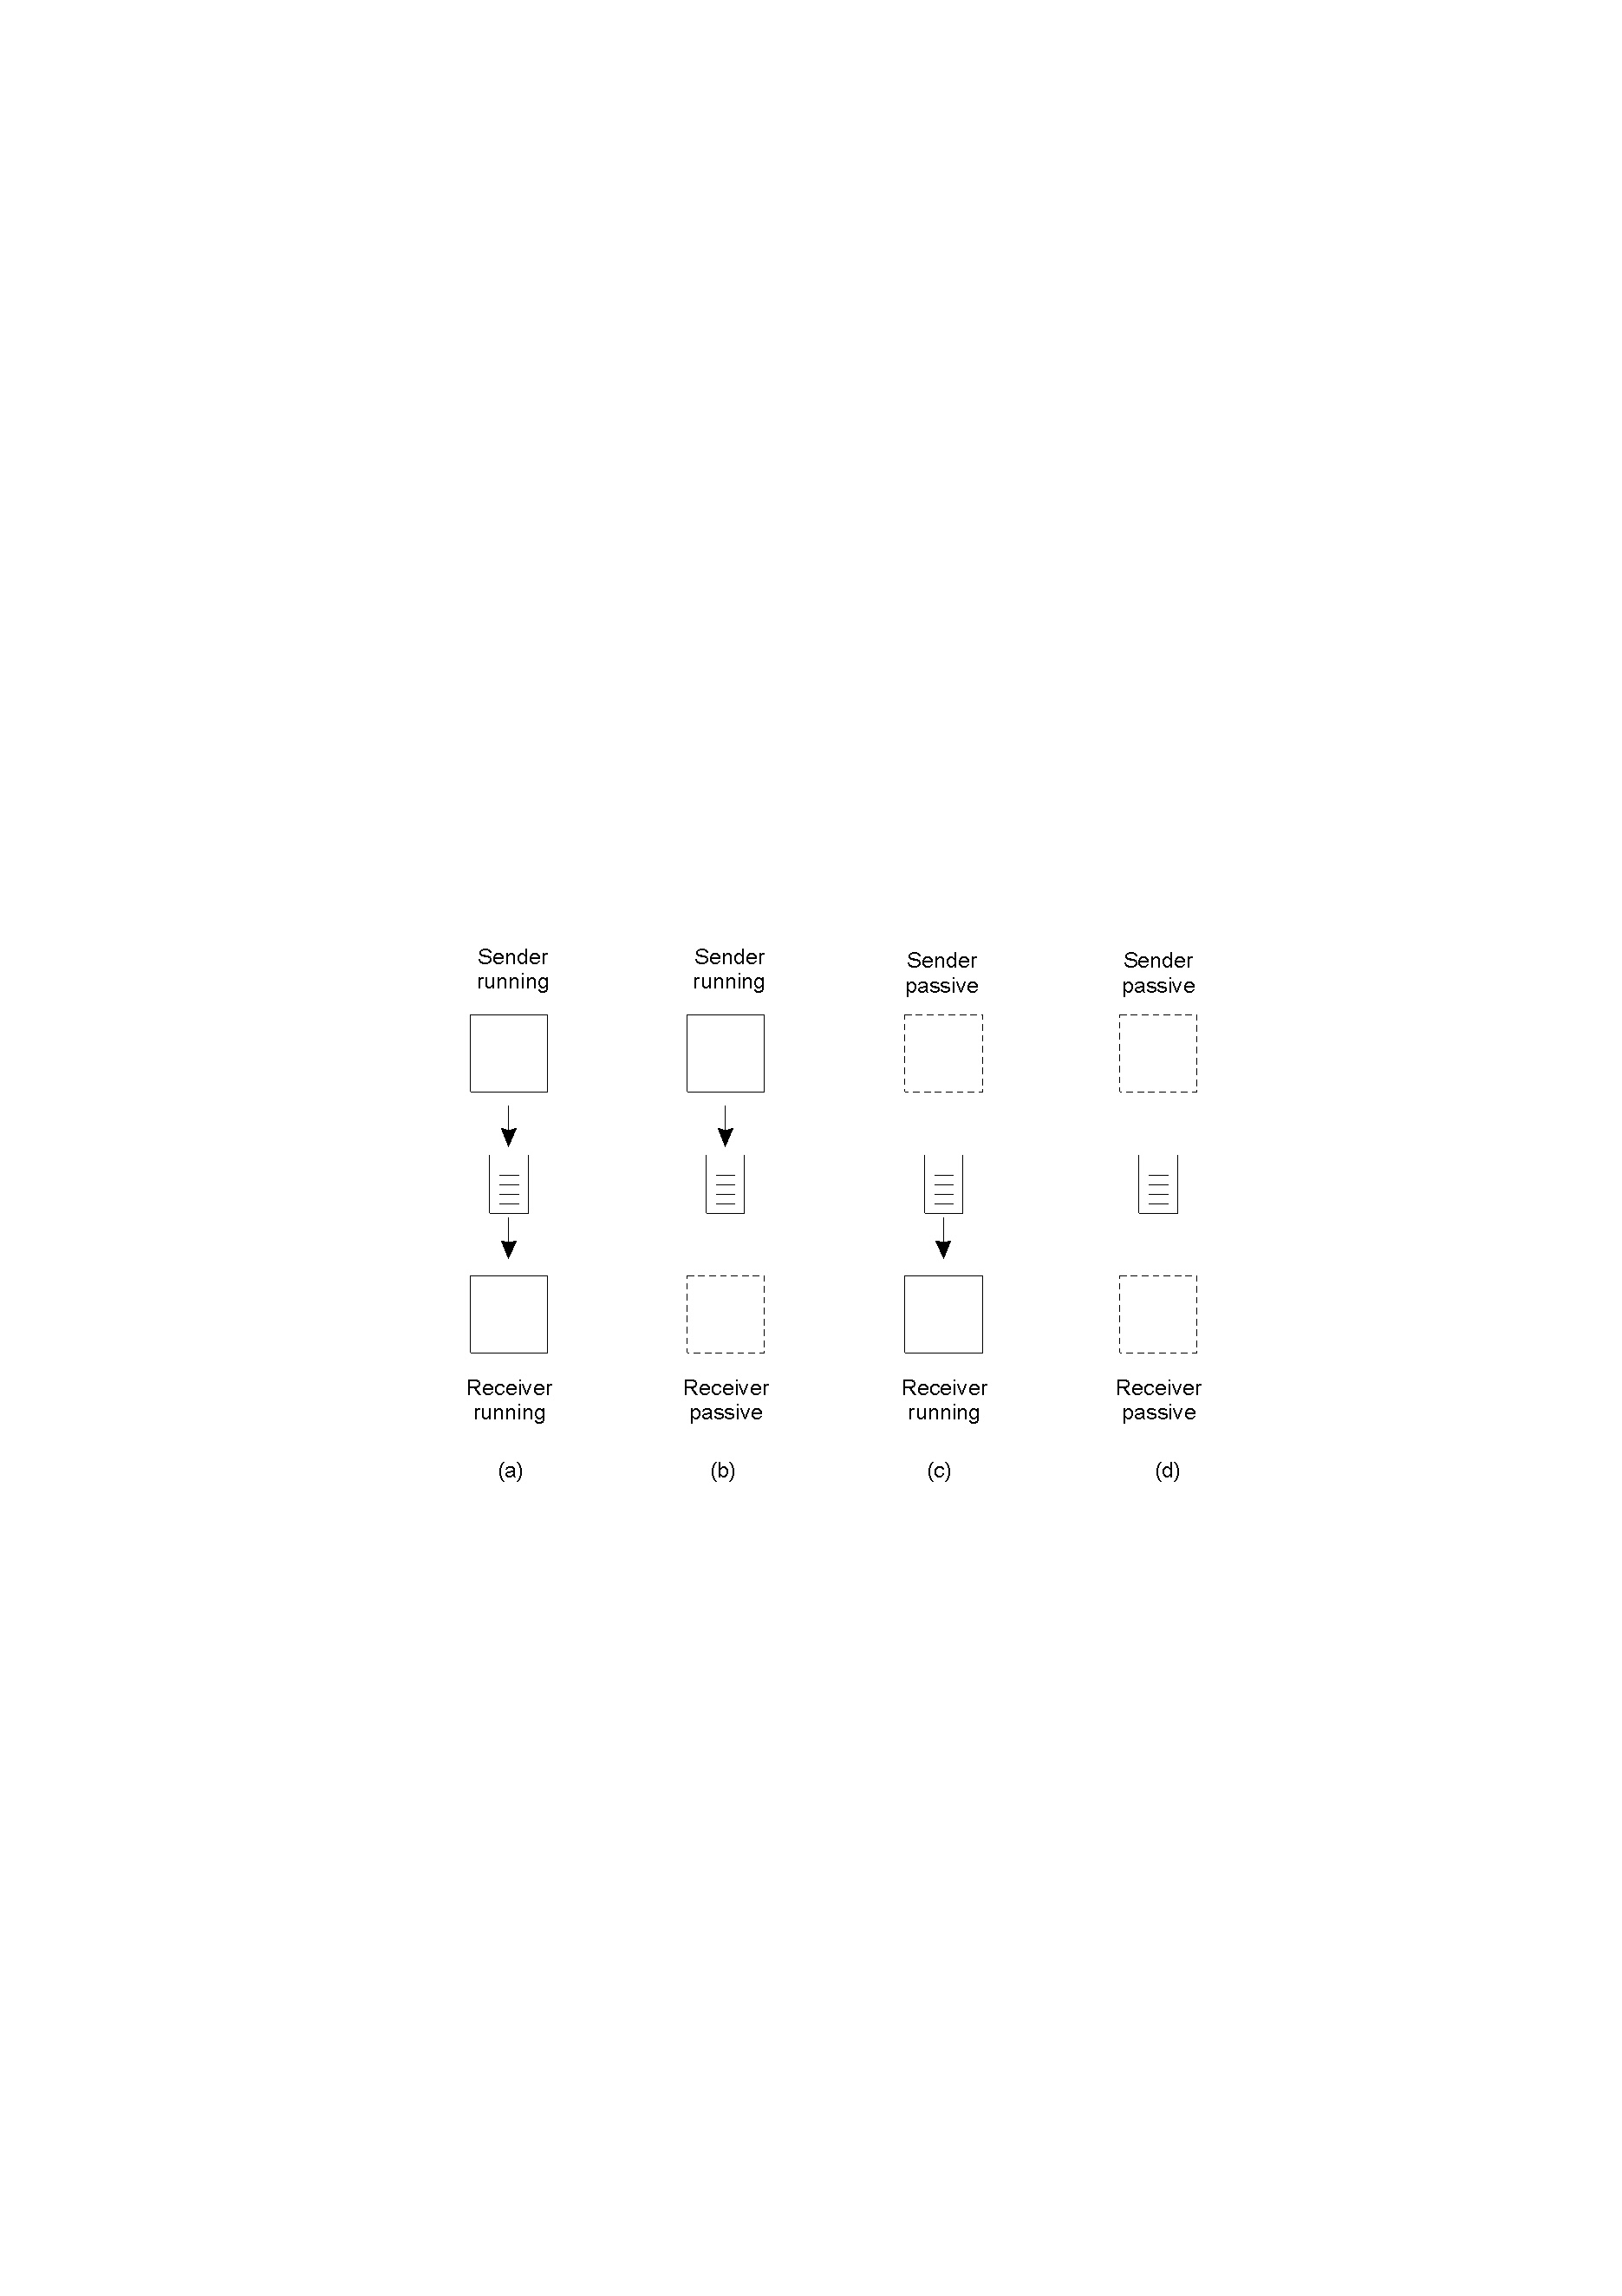 Sender
running
Sender
running
Sender
passive
Sender
passive
Receiver
running
Receiver
passive
Receiver
running
Receiver
passive
(a)
(b)
(c)
(d)